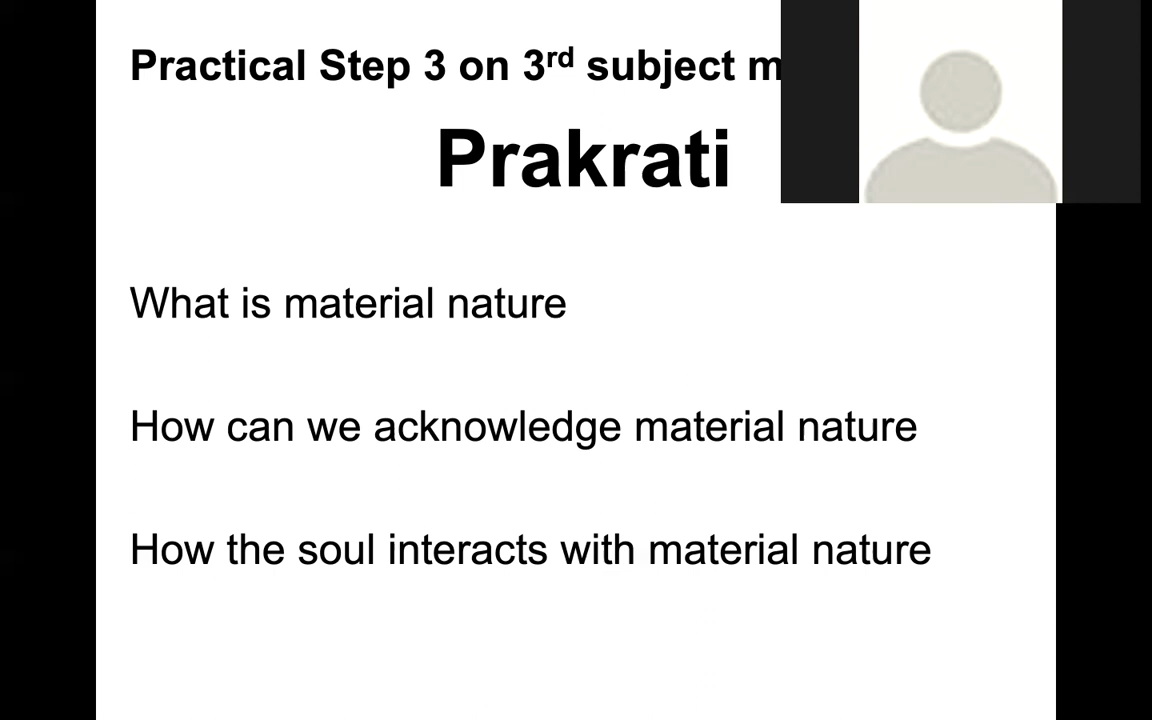 Practical Step 3 on 3rd subject
Prakrati
What is material nature
How can we acknowledge material nature
How the soul interacts with material nature